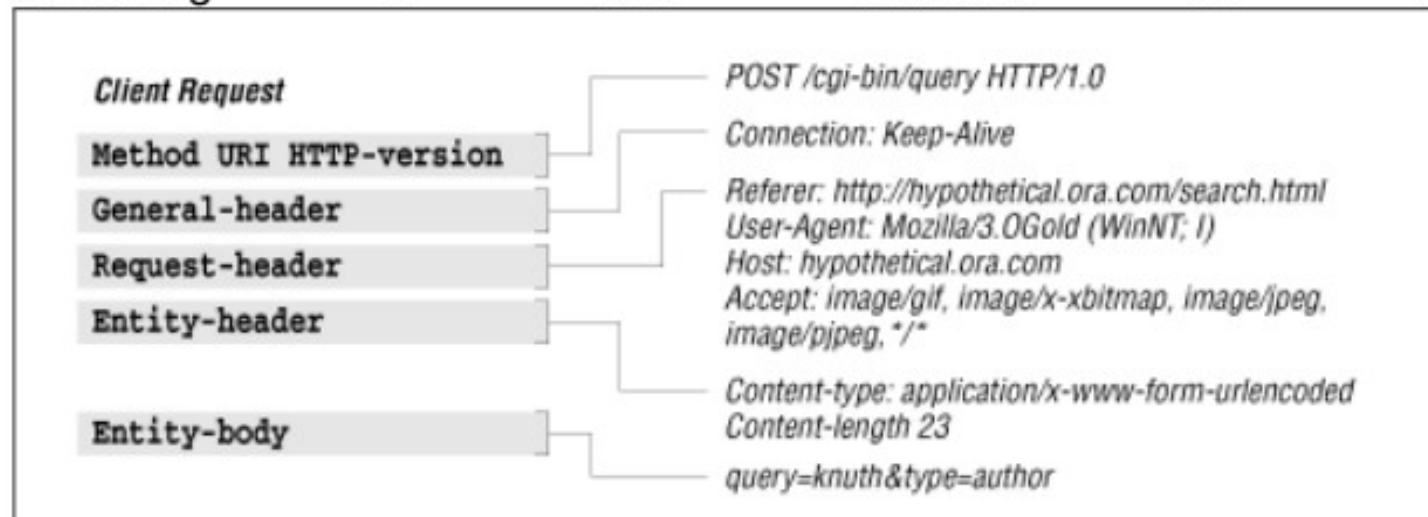 Client Request
Method URI HTTP-version
General-header
Request-header
Entity-header
Entity-body
POST /cgi-bin/query HTTP/1.0
Connection: Keep-Alive
Referer: http://hypothetical.ora.com/search.html
User-Agent: Mozilla/3.0Gold (WinNT; I)
Host: hypothetical.ora.com
Accept: image/gif, image/x-xbitmap, image/jpeg,
image/pjpeg,*/*
Content-type: application/x-www-form-urlencoded
Content-length 23
query=knuth&type=author